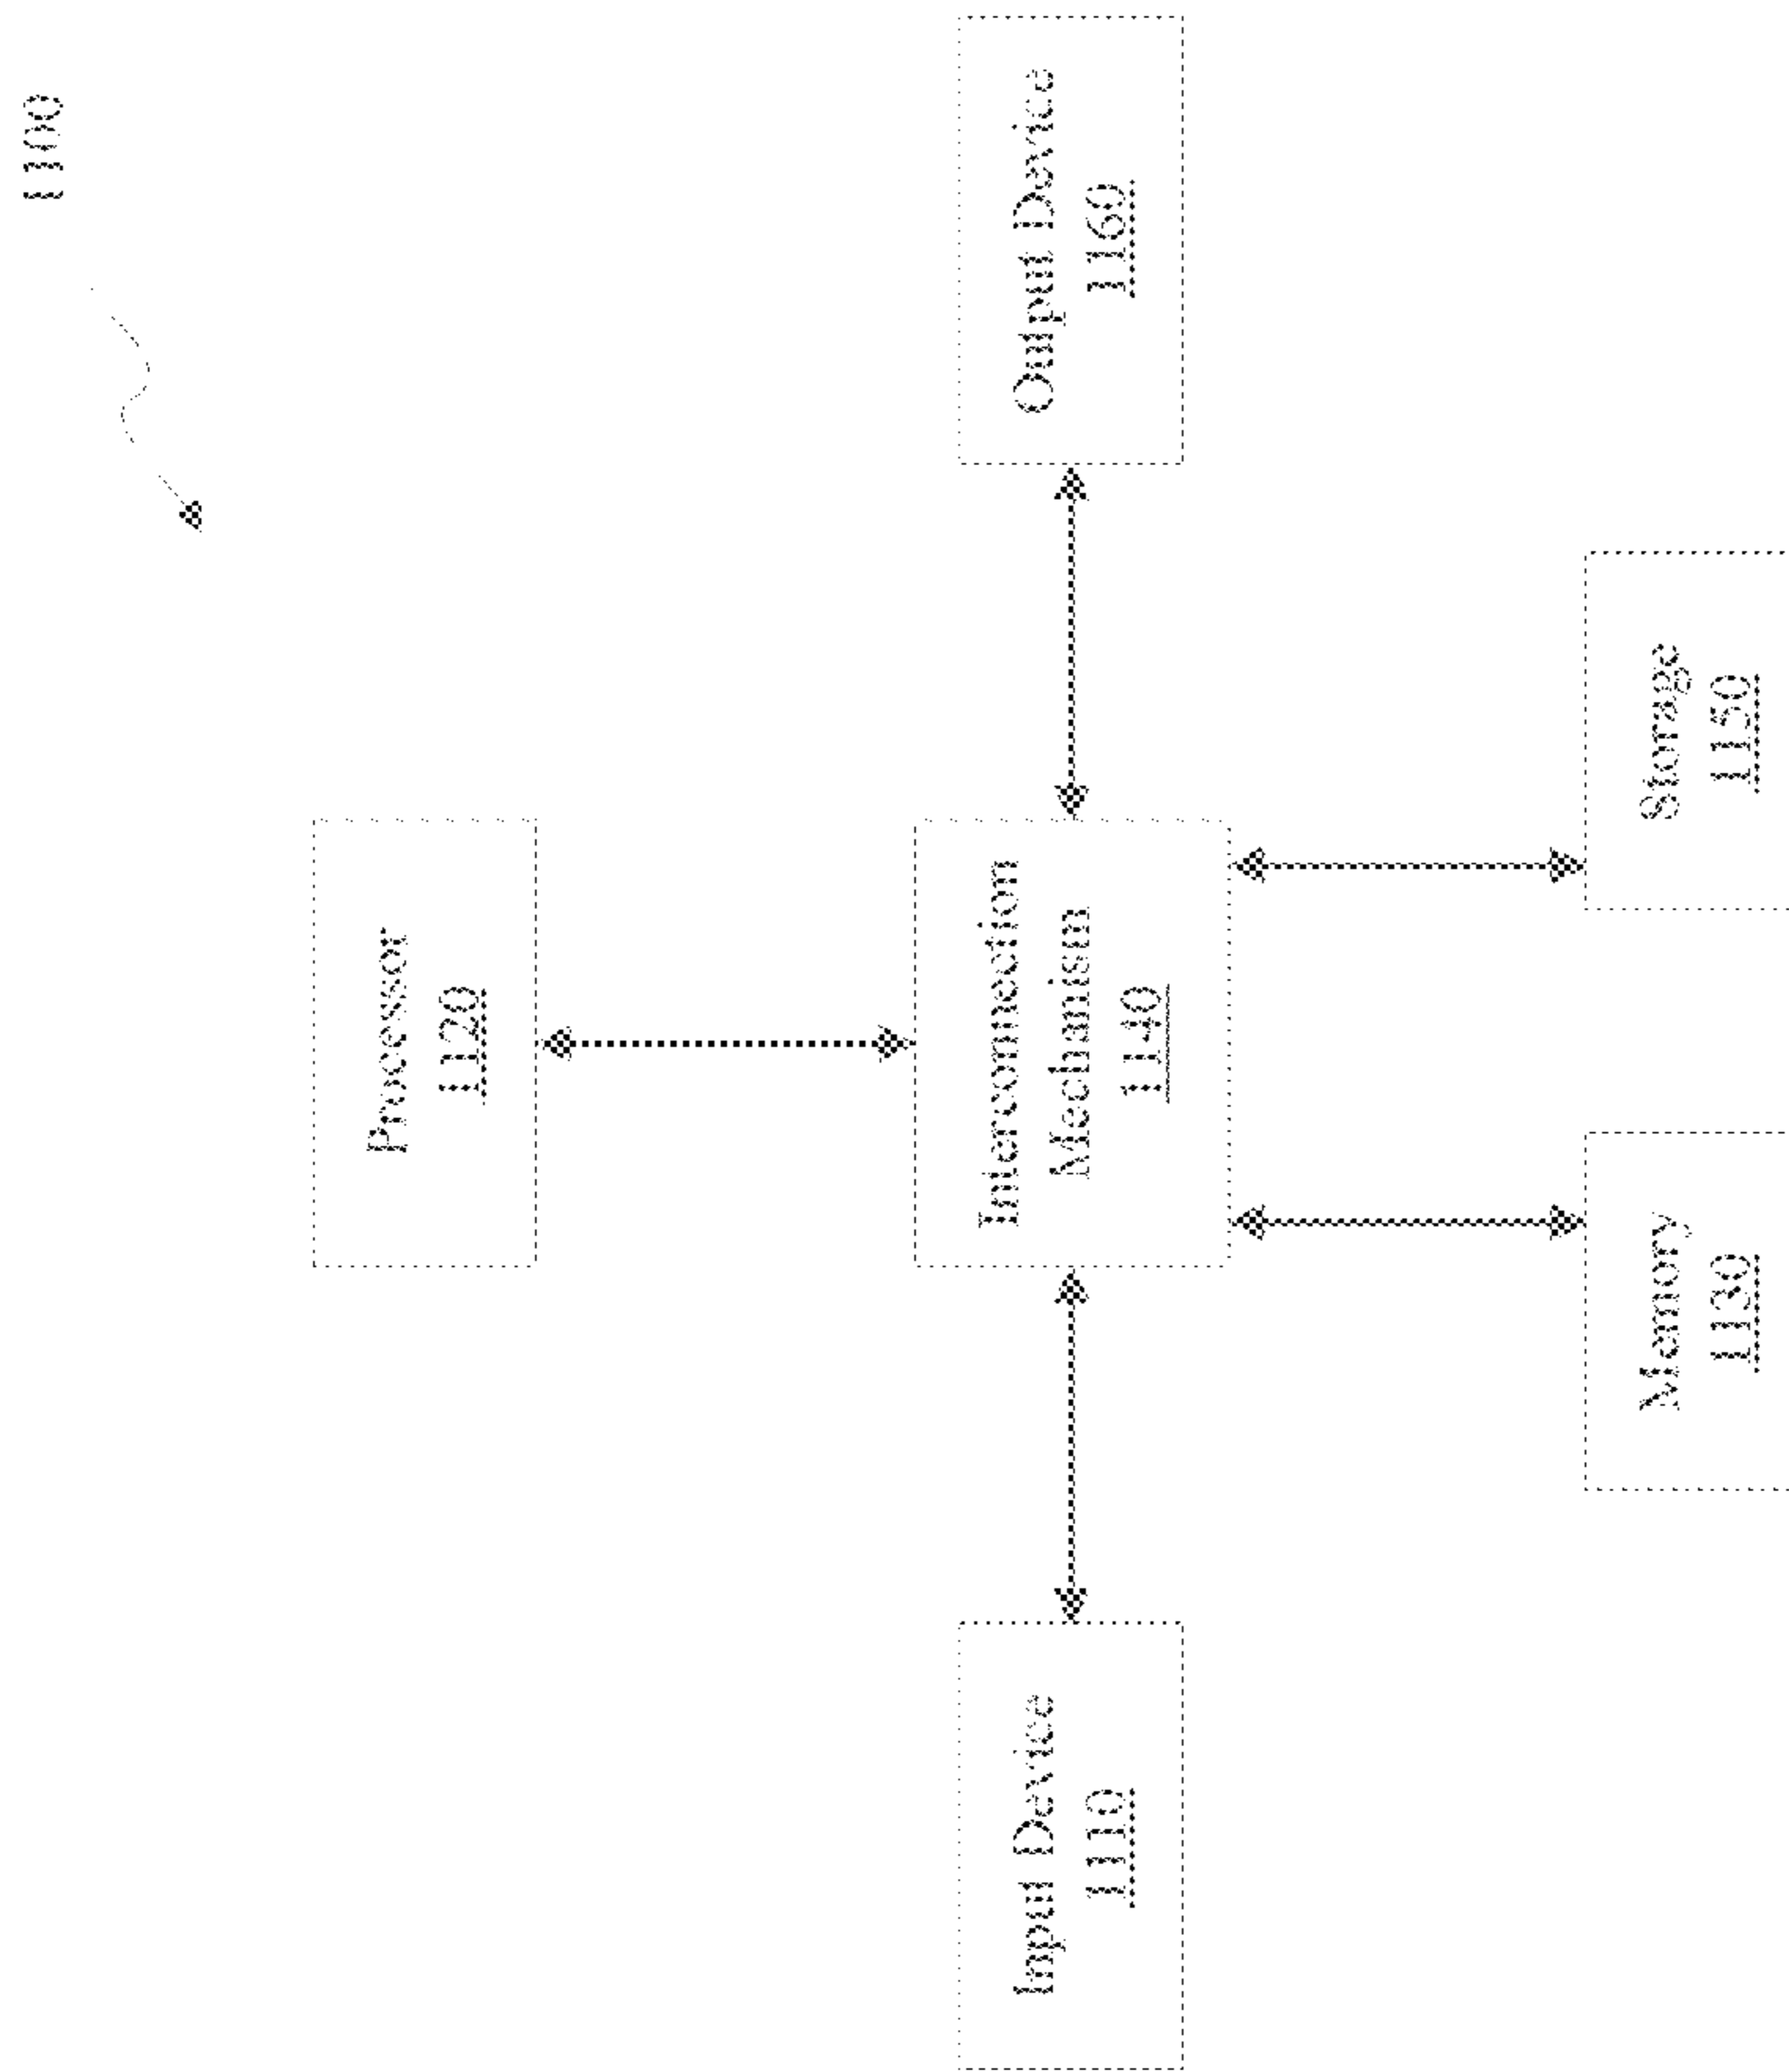 1100
Processor
1120
Input Device
1110
Interconnection
Mechanism
1140
Output Device
1160
Memory
1130
Storage
1150